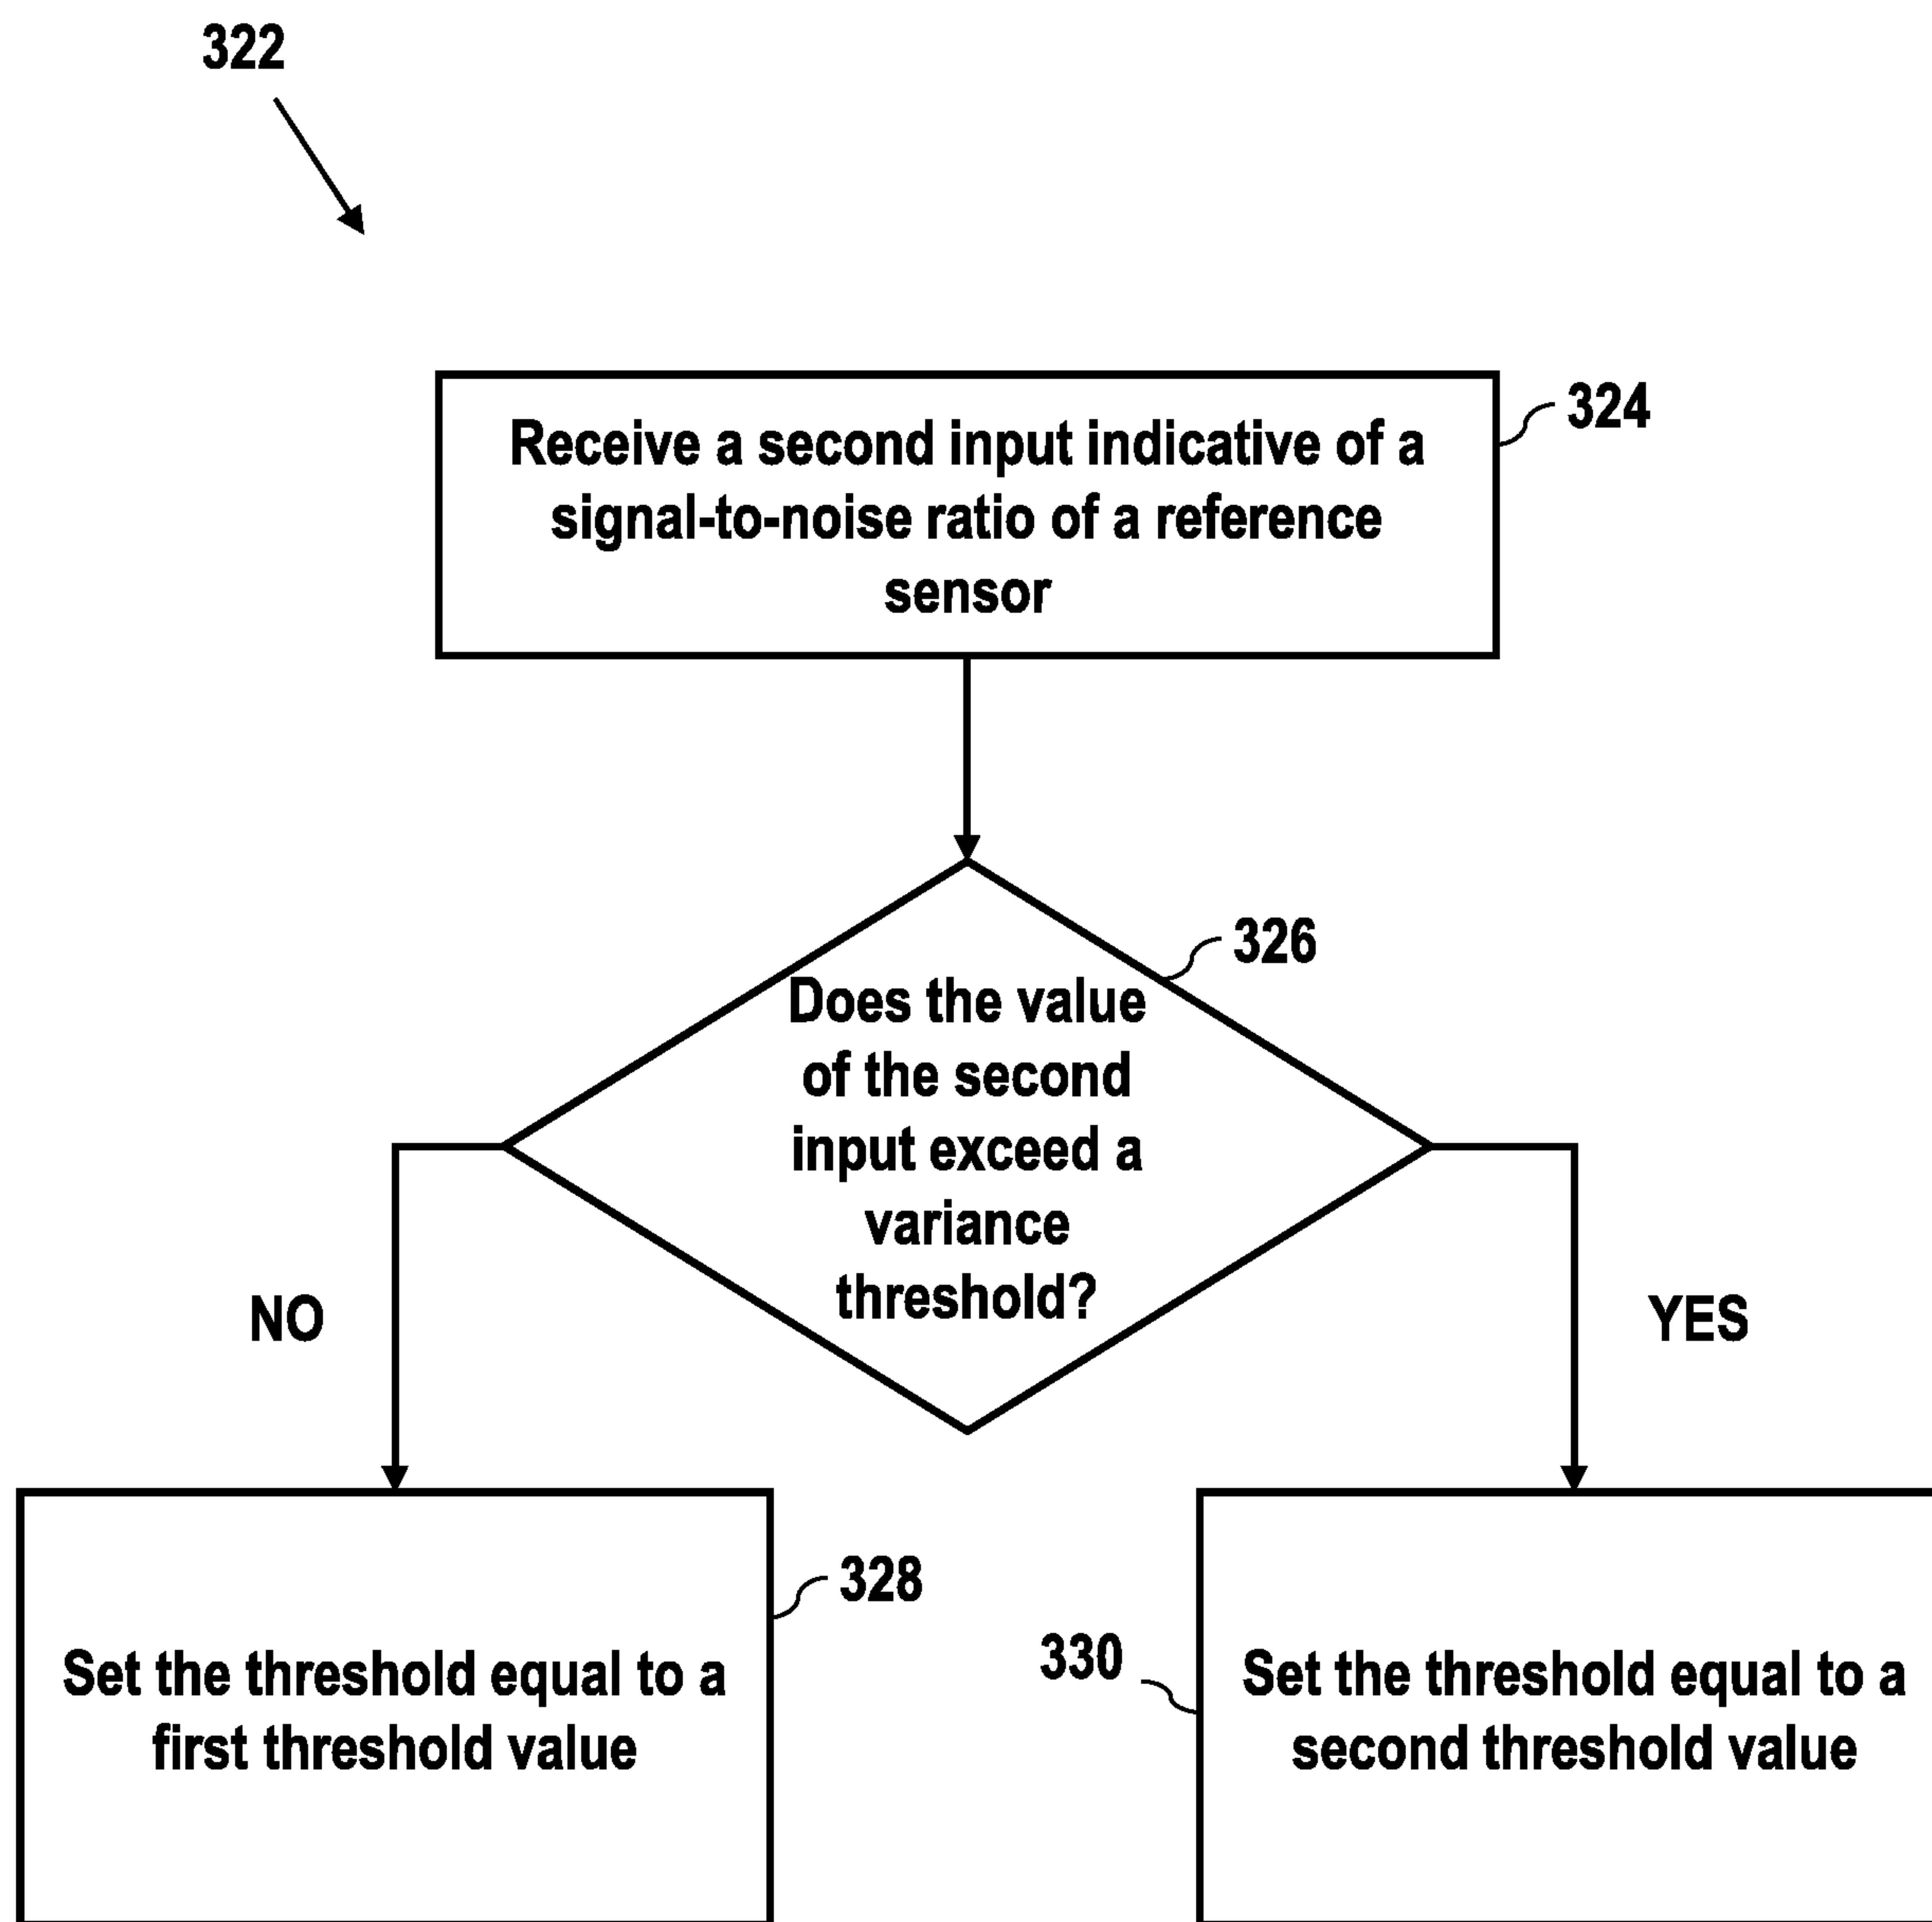 322
324
Receive a second input indicative of a
signal-to-noise ratio of a reference
sensor
326
Does the value
of the second
input exceed a
variance
threshold?
NO
YES
328
Set the threshold equal to a
first threshold value
330
Set the threshold equal to a
second threshold value